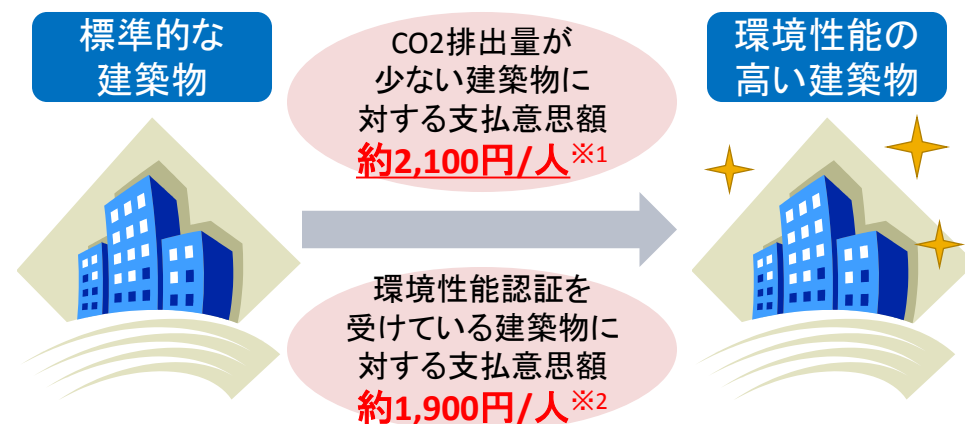 標準的な
建築物
CO2排出量が
少ない建築物に
対する支払意思額
約2,100円/人※1
環境性能の
高い建築物
環境性能認証を
受けている建築物に
対する支払意思額
約1,900円/人※2